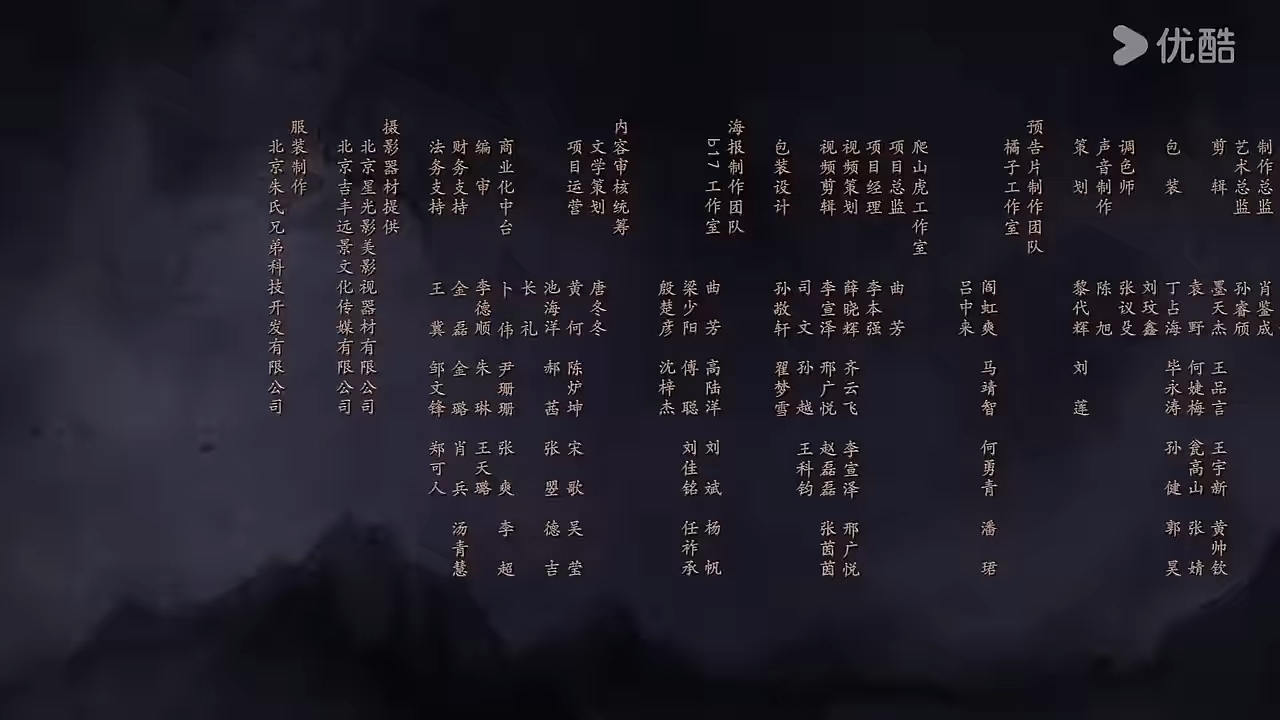 优酷
制作总监 肖鉴成
艺术总监 孙睿颀
剪辑 墨天杰 王品言 王宇新 黄帅钦
袁野 何婕梅 瓮高山 张婧
包装 丁占海 毕永涛 孙健 郭昊
刘玟鑫
调色师 张议殳
声音制作 陈旭
策划 黎代辉 刘莲
预告片制作团队
橘子工作室
阎虹爽 马靖智 何勇青 潘珺
吕中来
爬山虎工作室
项目总监 曲芳
项目经理 李本强
视频策划 薛晓辉 齐云飞 李宣泽 邢广悦
视频剪辑 李宣泽 邢广悦 赵磊磊 张茵茵
司文 孙越 王科钧
包装设计 孙敬轩 翟梦雪
海报制作团队
b17工作室 曲芳 高陆洋 刘斌 杨帆
梁少阳 傅聪 刘佳铭 任祚承
殷楚彦 沈梓杰
内容审核统筹
文学策划 唐冬冬
项目运营 黄何 陈炉坤 宋歌 吴莹
池海洋 郝茜 张曌 德吉
长礼
商业化中台 卜伟 尹珊珊 张爽 李超
编审 李德顺 朱琳 王天璐
财务支持 金磊 金璐 肖兵 汤青慧
法务支持 王冀 邹文锋 郑可人
摄影器材提供
北京星光影美影视器材有限公司
北京吉丰远景文化传媒有限公司
服装制作
北京朱氏兄弟科技开发有限公司